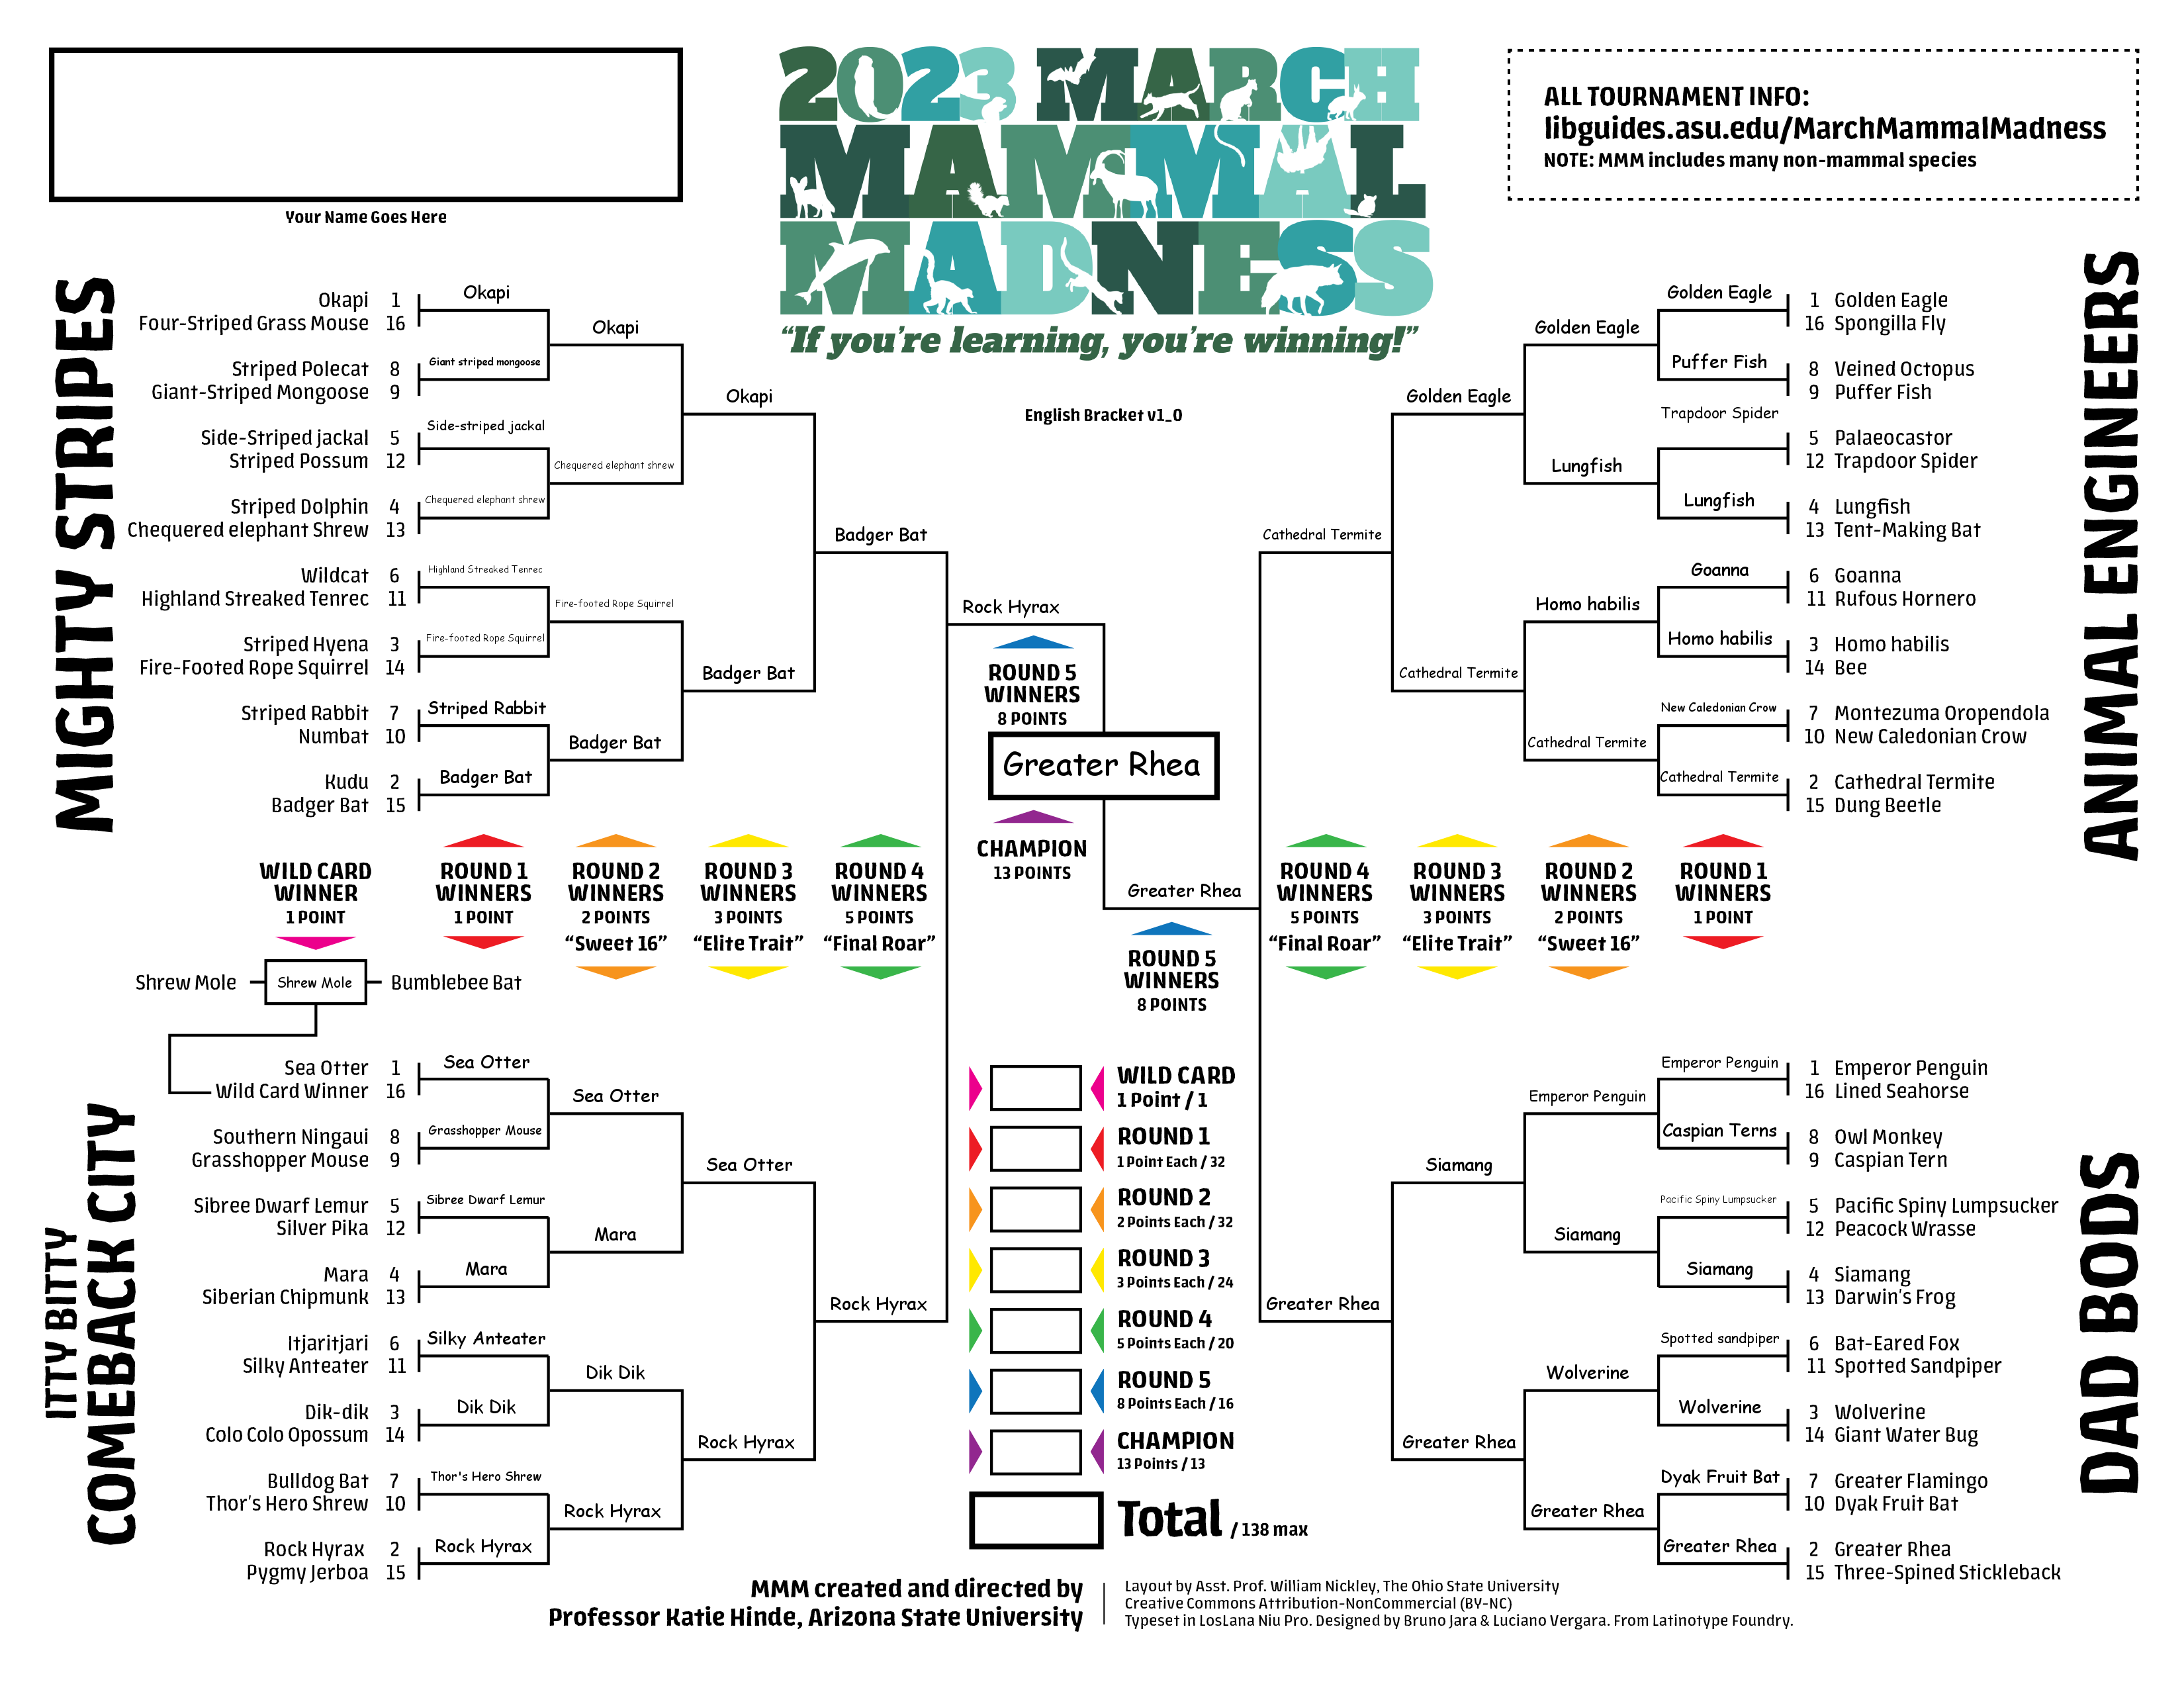 2023 MARCH
MAMMAL
MADNESS
"If you're learning, you're winning!"
English Bracket v1_0
Your Name Goes Here
ALL TOURNAMENT INFO:
libguides.asu.edu/MarchMammalMadness
NOTE: MMM includes many non-mammal species
MIGHTY STRIPES
Okapi 1
Four-Striped Grass Mouse 16
Striped Polecat 8
Giant-Striped Mongoose 9
Side-Striped jackal 5
Striped Possum 12
Striped Dolphin 4
Chequered elephant Shrew 13
Wildcat 6
Highland Streaked Tenrec 11
Striped Hyena 3
Fire-Footed Rope Squirrel 14
Striped Rabbit 7
Numbat 10
Kudu 2
Badger Bat 15
Okapi
Giant striped mongoose
Side-striped jackal
Chequered elephant shrew
Highland Streaked Tenrec
Fire-footed Rope Squirrel
Striped Rabbit
Badger Bat
Okapi
Chequered elephant shrew
Fire-footed Rope Squirrel
Badger Bat
Okapi
Badger Bat
Badger Bat
Rock Hyrax
ROUND 5
WINNERS
8 POINTS
Greater Rhea
CHAMPION
13 POINTS
Greater Rhea
ROUND 5
WINNERS
8 POINTS
ANIMAL ENGINEERS
1 Golden Eagle
16 Spongilla Fly
8 Veined Octopus
9 Puffer Fish
5 Palaeocastor
12 Trapdoor Spider
4 Lungfish
13 Tent-Making Bat
6 Goanna
11 Rufous Hornero
3 Homo habilis
14 Bee
7 Montezuma Oropendola
10 New Caledonian Crow
2 Cathedral Termite
15 Dung Beetle
Golden Eagle
Puffer Fish
Trapdoor Spider
Lungfish
Goanna
Homo habilis
New Caledonian Crow
Cathedral Termite
Golden Eagle
Lungfish
Homo habilis
Cathedral Termite
Golden Eagle
Cathedral Termite
Cathedral Termite
WILD CARD
WINNER
1 POINT
ROUND 1
WINNERS
1 POINT
ROUND 2
WINNERS
2 POINTS
"Sweet 16"
ROUND 3
WINNERS
3 POINTS
"Elite Trait"
ROUND 4
WINNERS
5 POINTS
"Final Roar"
ROUND 4
WINNERS
5 POINTS
"Final Roar"
ROUND 3
WINNERS
3 POINTS
"Elite Trait"
ROUND 2
WINNERS
2 POINTS
"Sweet 16"
ROUND 1
WINNERS
1 POINT
Shrew Mole
Shrew Mole
Bumblebee Bat
ITTY BITTY
COMEBACK CITY
Sea Otter 1
Wild Card Winner 16
Southern Ningaui 8
Grasshopper Mouse 9
Sibree Dwarf Lemur 5
Silver Pika 12
Mara 4
Siberian Chipmunk 13
Itjaritjari 6
Silky Anteater 11
Dik-dik 3
Colo Colo Opossum 14
Bulldog Bat 7
Thor's Hero Shrew 10
Rock Hyrax 2
Pygmy Jerboa 15
Sea Otter
Grasshopper Mouse
Sibree Dwarf Lemur
Mara
Silky Anteater
Dik Dik
Thor's Hero Shrew
Rock Hyrax
Sea Otter
Mara
Dik Dik
Rock Hyrax
Sea Otter
Rock Hyrax
Rock Hyrax
WILD CARD
1 Point / 1
ROUND 1
1 Point Each / 32
ROUND 2
2 Points Each / 32
ROUND 3
3 Points Each / 24
ROUND 4
5 Points Each / 20
ROUND 5
8 Points Each / 16
CHAMPION
13 Points / 13
Total / 138 max
DAD BODS
1 Emperor Penguin
16 Lined Seahorse
8 Owl Monkey
9 Caspian Tern
5 Pacific Spiny Lumpsucker
12 Peacock Wrasse
4 Siamang
13 Darwin's Frog
6 Bat-Eared Fox
11 Spotted Sandpiper
3 Wolverine
14 Giant Water Bug
7 Greater Flamingo
10 Dyak Fruit Bat
2 Greater Rhea
15 Three-Spined Stickleback
Emperor Penguin
Caspian Terns
Pacific Spiny Lumpsucker
Siamang
Spotted sandpiper
Wolverine
Dyak Fruit Bat
Greater Rhea
Emperor Penguin
Siamang
Wolverine
Greater Rhea
Siamang
Greater Rhea
Greater Rhea
MMM created and directed by
Professor Katie Hinde, Arizona State University
Layout by Asst. Prof. William Nickley, The Ohio State University
Creative Commons Attribution-NonCommercial (BY-NC)
Typeset in LosLana Niu Pro. Designed by Bruno Jara & Luciano Vergara. From Latinotype Foundry.